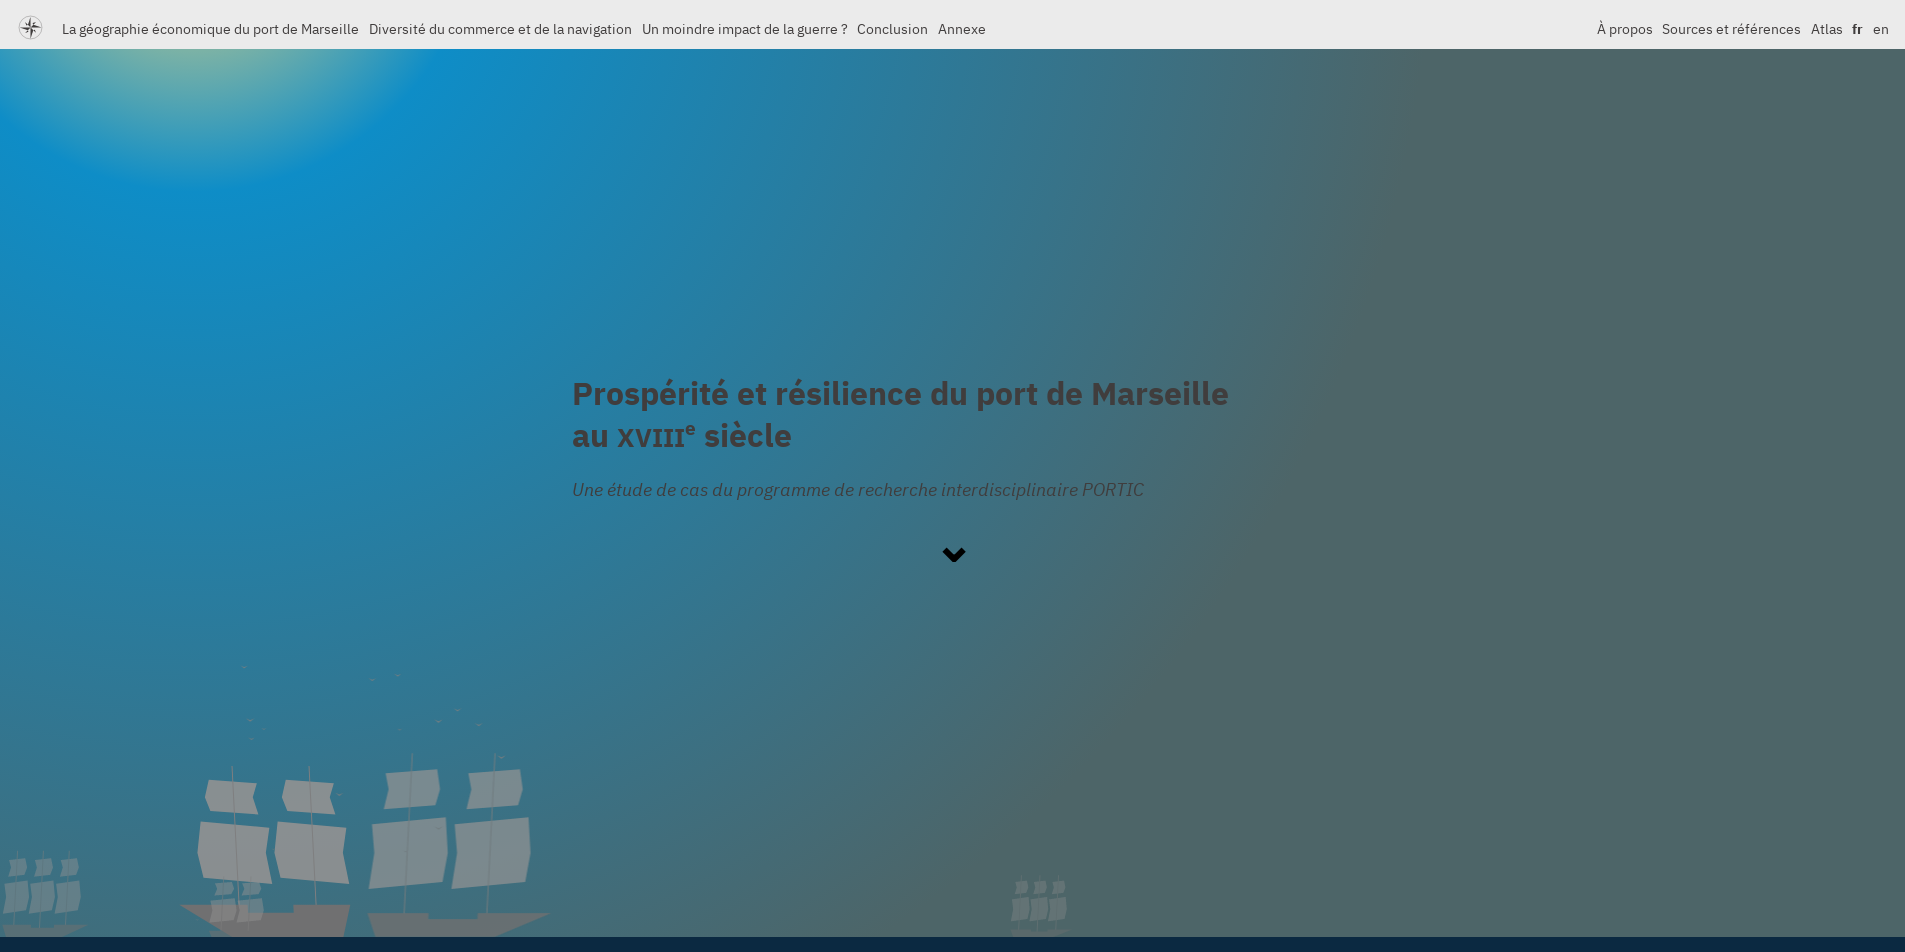 La géographie économique du port de Marseille Diversité du commerce et de la navigation Un moindre impact de la guerre ? Conclusion Annexe À propos Sources et références Atlas fr en
Prospérité et résilience du port de Marseille
au XVIIIe siècle
Une étude de cas du programme de recherche interdisciplinaire PORTIC